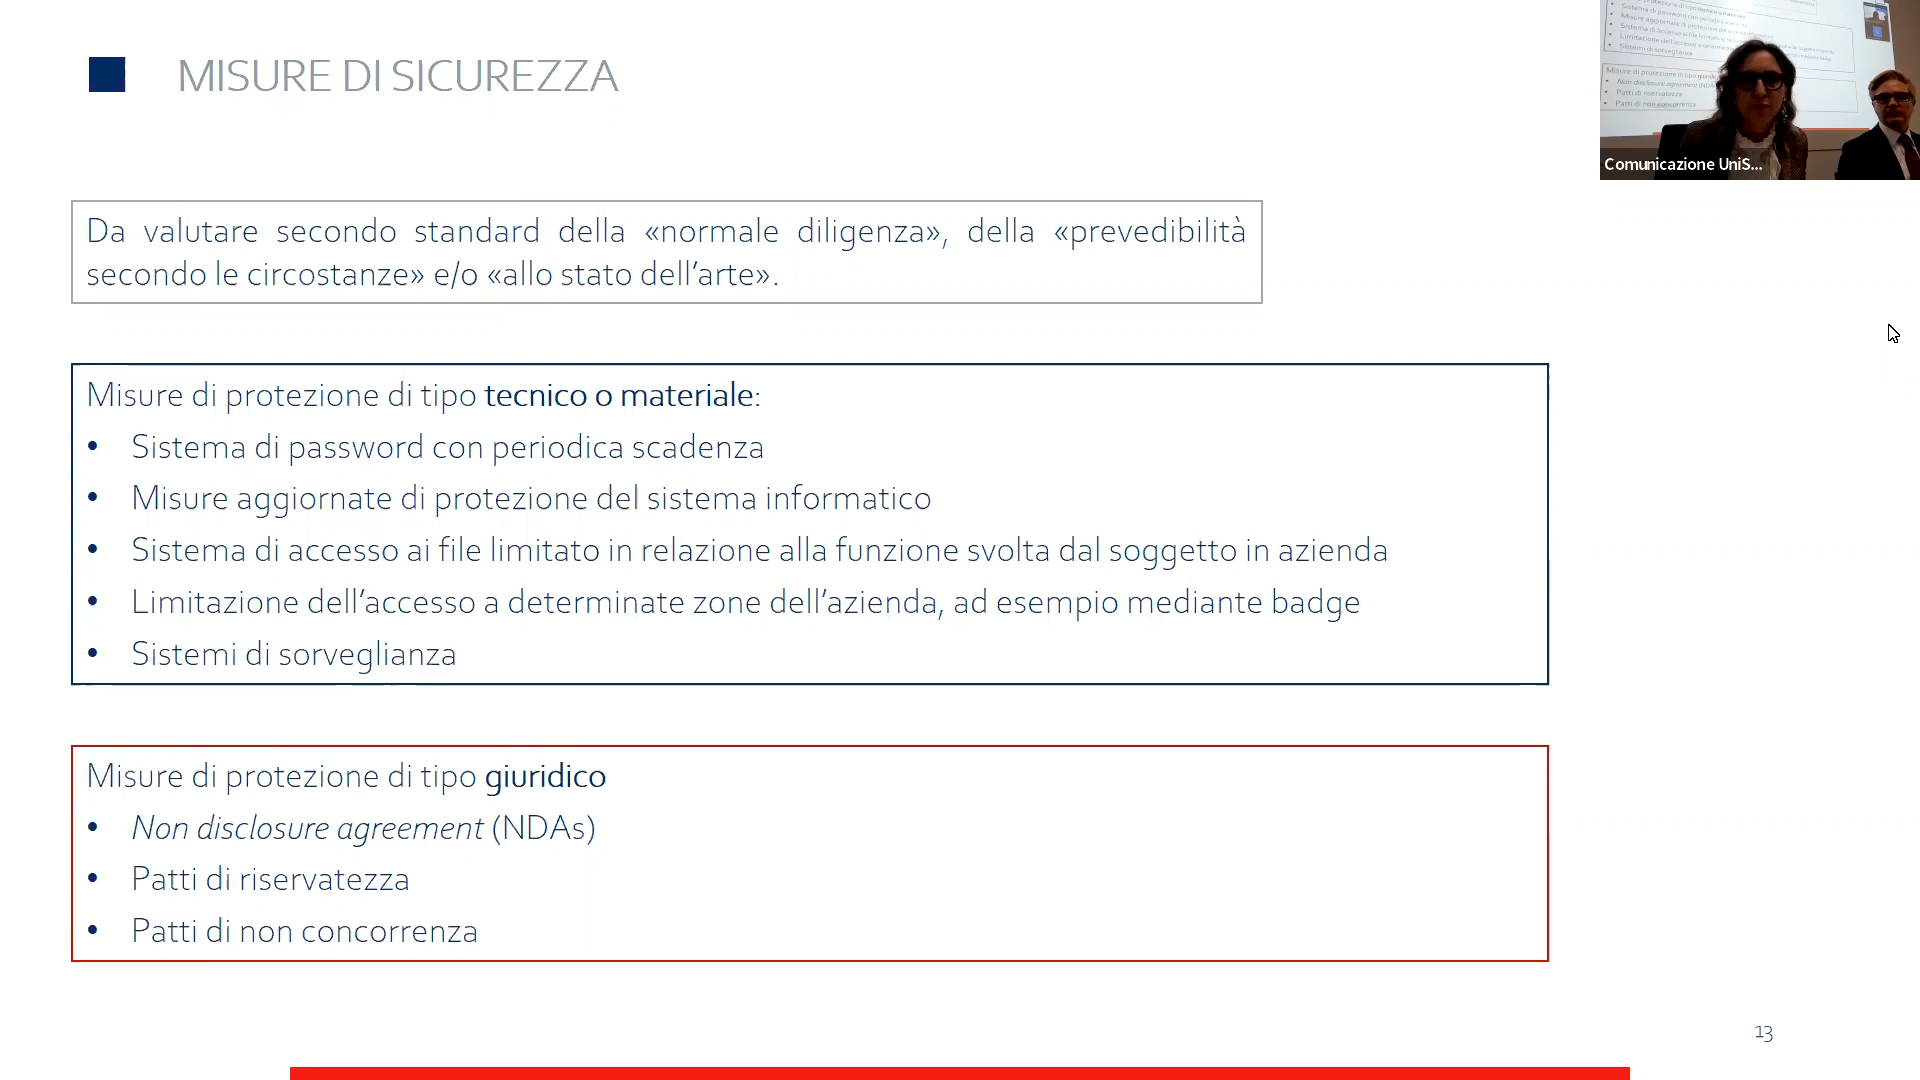 MISURE DI SICUREZZA
Da valutare secondo standard della «normale diligenza», della «prevedibilità
secondo le circostanze» e/o «allo stato dell’arte».
Misure di protezione di tipo tecnico o materiale:
• Sistema di password con periodica scadenza
• Misure aggiornate di protezione del sistema informatico
• Sistema di accesso ai file limitato in relazione alla funzione svolta dal soggetto in azienda
• Limitazione dell’accesso a determinate zone dell’azienda, ad esempio mediante badge
• Sistemi di sorveglianza
Misure di protezione di tipo giuridico
• Non disclosure agreement (NDAs)
• Patti di riservatezza
• Patti di non concorrenza
13
Comunicazione UniS...